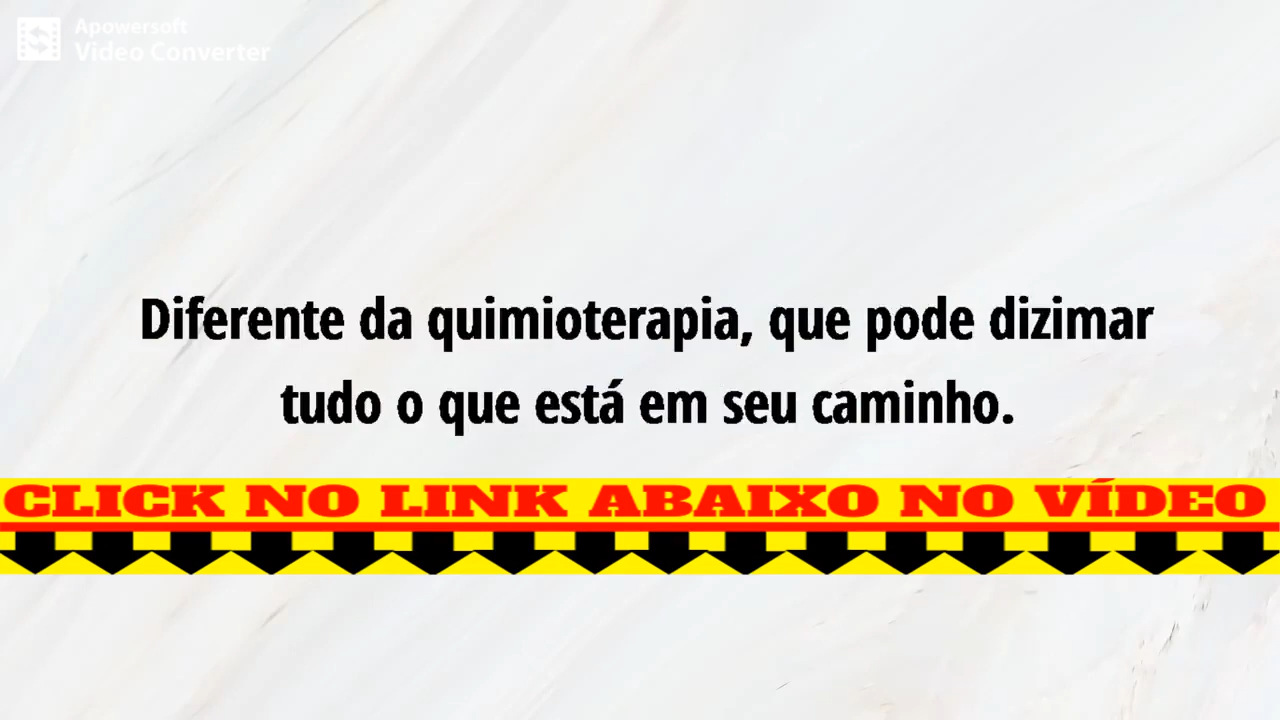 Apowersoft
Video Converter
Diferente da quimioterapia, que pode dizimar
tudo o que está em seu caminho.
CLICK NO LINK ABAIXO NO VÍDEO